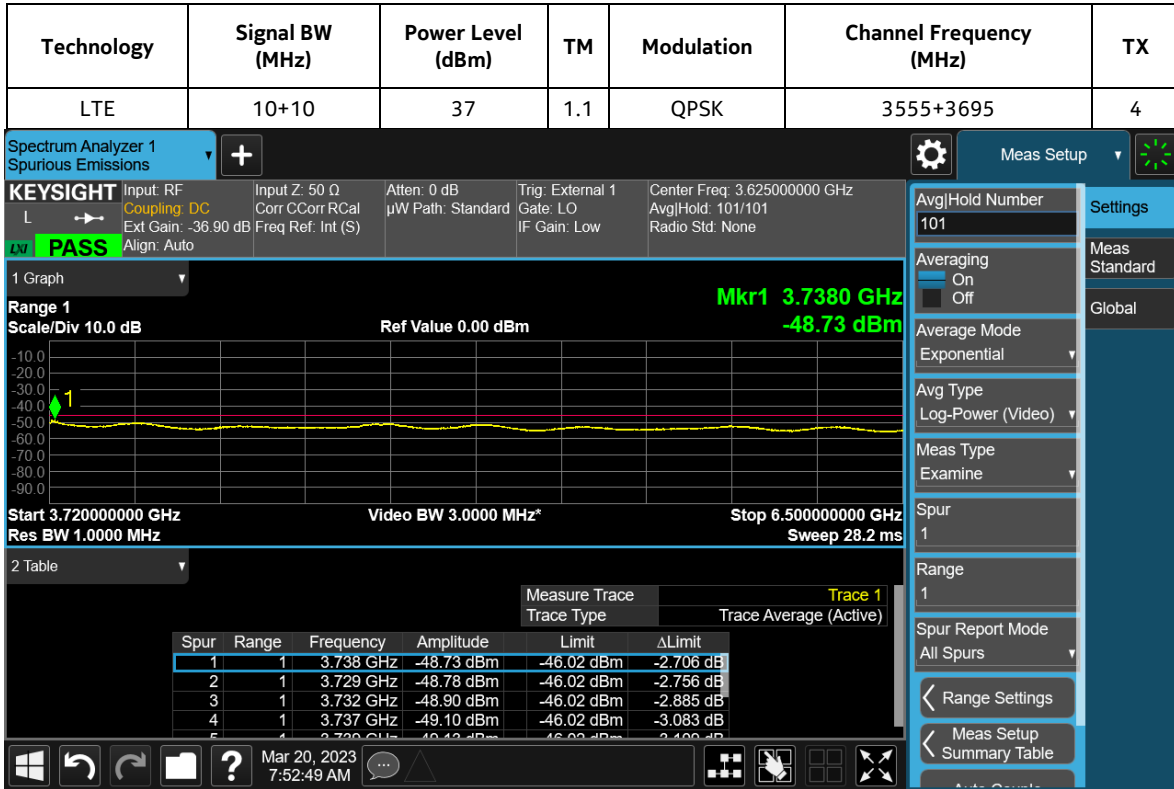 Technology Signal BW (MHz) Power Level (dBm) TM Modulation Channel Frequency (MHz) TX
LTE 10+10 37 1.1 QPSK 3555+3695 4
Spectrum Analyzer 1
Spurious Emissions
Meas Setup
KEYSIGHT Input: RF Input Z: 50 Ω Atten: 0 dB Trig: External 1 Center Freq: 3.625000000 GHz
L Coupling: DC Corr CCorr RCal µW Path: Standard Gate: LO Avg|Hold: 101/101
Ext Gain: -36.90 dB Freq Ref: Int (S) IF Gain: Low Radio Std: None
LXI PASS Align: Auto
1 Graph
Range 1
Mkr1 3.7380 GHz
Scale/Div 10.0 dB Ref Value 0.00 dBm -48.73 dBm
-10.0
-20.0
-30.0
1
-40.0
-50.0
-60.0
-70.0
-80.0
-90.0
Start 3.720000000 GHz Video BW 3.0000 MHz* Stop 6.500000000 GHz
Res BW 1.0000 MHz Sweep 28.2 ms
2 Table
Measure Trace Trace 1
Trace Type Trace Average (Active)
Spur Range Frequency Amplitude Limit ΔLimit
1 1 3.738 GHz -48.73 dBm -46.02 dBm -2.706 dB
2 1 3.729 GHz -48.78 dBm -46.02 dBm -2.756 dB
3 1 3.732 GHz -48.90 dBm -46.02 dBm -2.885 dB
4 1 3.737 GHz -49.10 dBm -46.02 dBm -3.083 dB
Mar 20, 2023
7:52:49 AM
Avg|Hold Number
101
Averaging
On
Off
Average Mode
Exponential
Avg Type
Log-Power (Video)
Meas Type
Examine
Spur
1
Range
1
Spur Report Mode
All Spurs
Range Settings
Meas Setup
Summary Table
Settings
Meas
Standard
Global